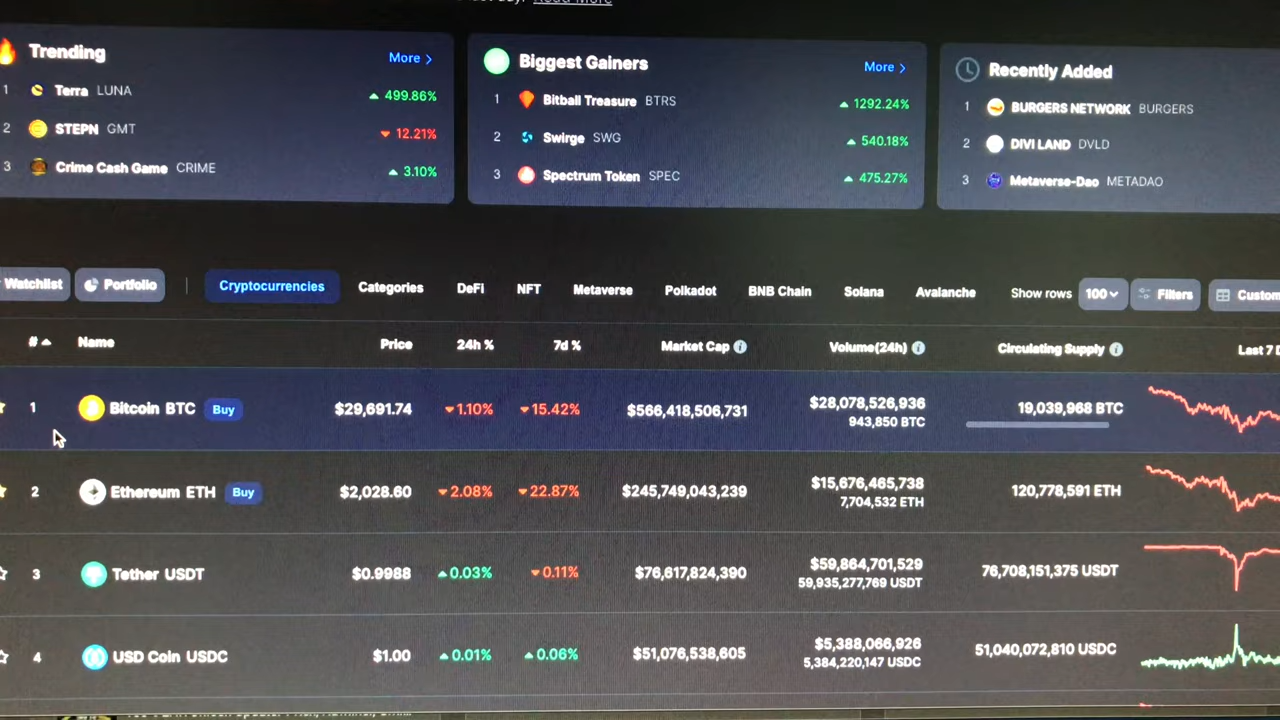 Read More
Trending
More >
1 Terra LUNA 499.86%
2 STEPN GMT 12.21%
3 Crime Cash Game CRIME 3.10%
Biggest Gainers
More >
1 Bitball Treasure BTRS 1292.24%
2 Swirge SWG 540.18%
3 Spectrum Token SPEC 475.27%
Recently Added
1 BURGERS NETWORK BURGERS
2 DIVI LAND DVLD
3 Metaverse-Dao METADAO
Watchlist Portfolio Cryptocurrencies Categories DeFi NFT Metaverse Polkadot BNB Chain Solana Avalanche Show rows 100 Filters Custom
# Name Price 24h % 7d % Market Cap Volume(24h) Circulating Supply Last 7 D
1 Bitcoin BTC Buy $29,691.74 1.10% 15.42% $566,418,506,731 $28,078,526,936 19,039,968 BTC
943,850 BTC
2 Ethereum ETH Buy $2,028.60 2.08% 22.87% $245,749,043,239 $15,676,465,738 120,778,591 ETH
7,704,532 ETH
3 Tether USDT $0.9988 0.03% 0.11% $76,617,824,390 $59,864,701,529 76,708,151,375 USDT
59,935,277,769 USDT
4 USD Coin USDC $1.00 0.01% 0.06% $51,076,538,605 $5,388,066,926 51,040,072,810 USDC
5,384,220,147 USDC